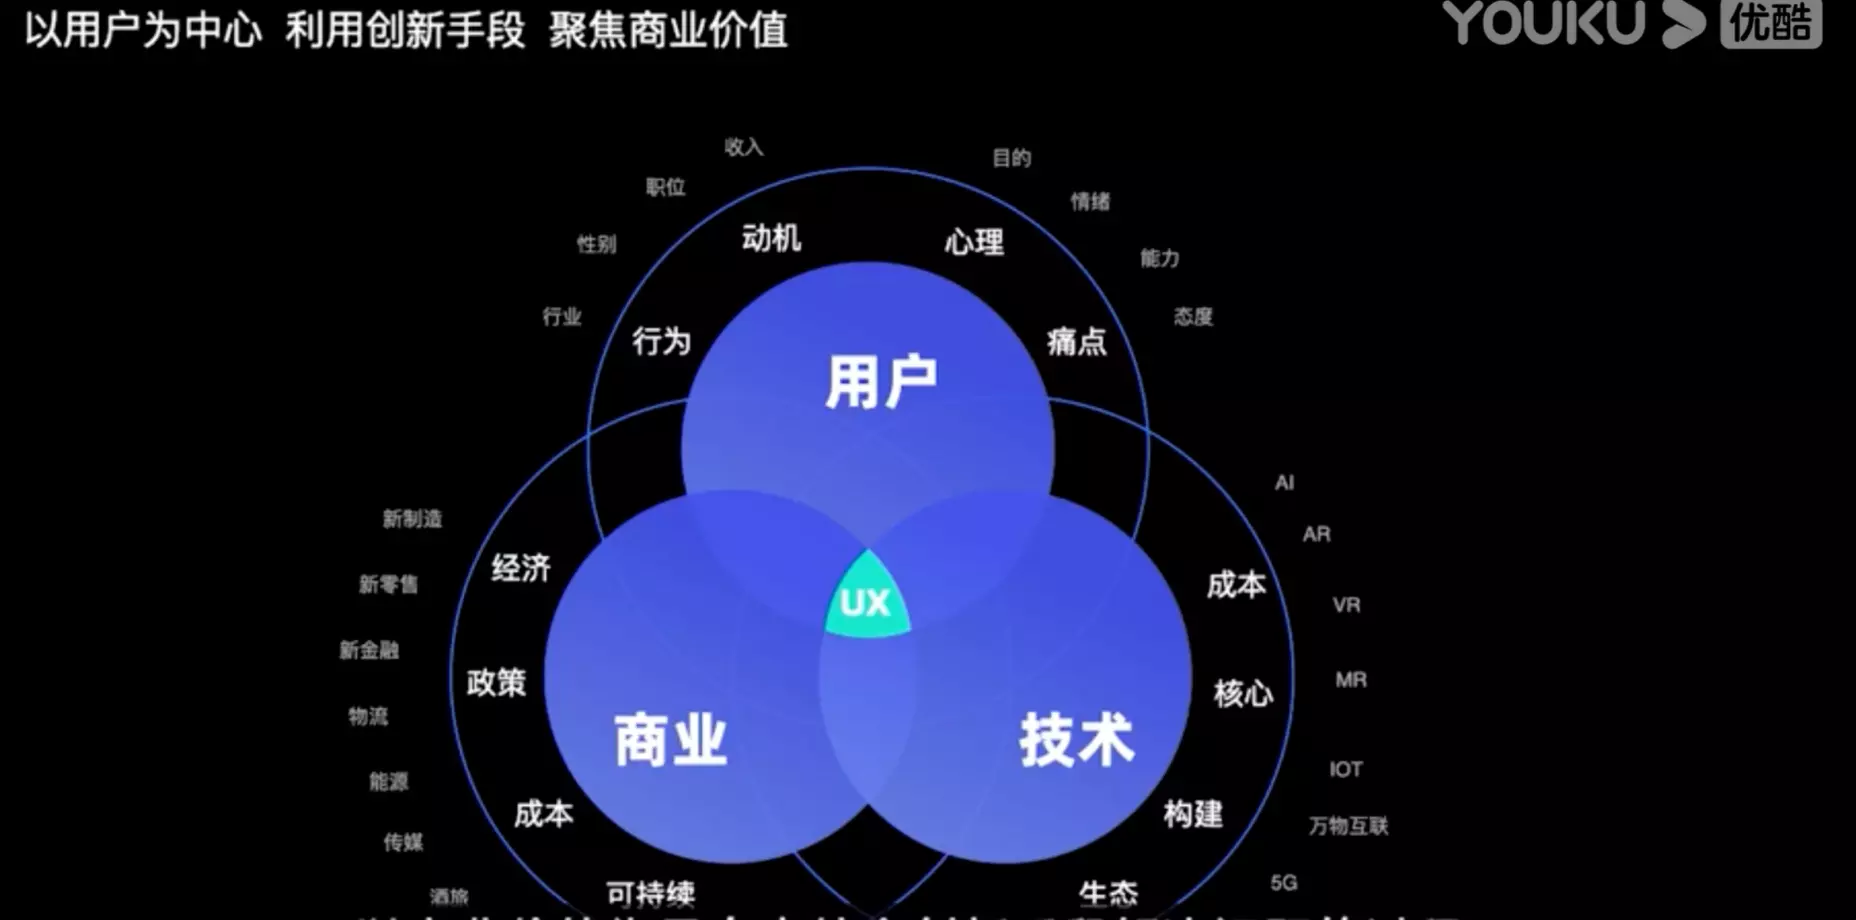 以用户为中心 利用创新手段 聚焦商业价值
YOUKU 优酷
收入
目的
职位
情绪
动机
心理
性别
能力
行业
态度
行为
痛点
用户
AI
新制造
AR
经济
成本
新零售
UX
VR
新金融
MR
政策
核心
物流
商业
技术
IOT
能源
成本
构建
万物互联
传媒
5G
酒旅
可持续
生态